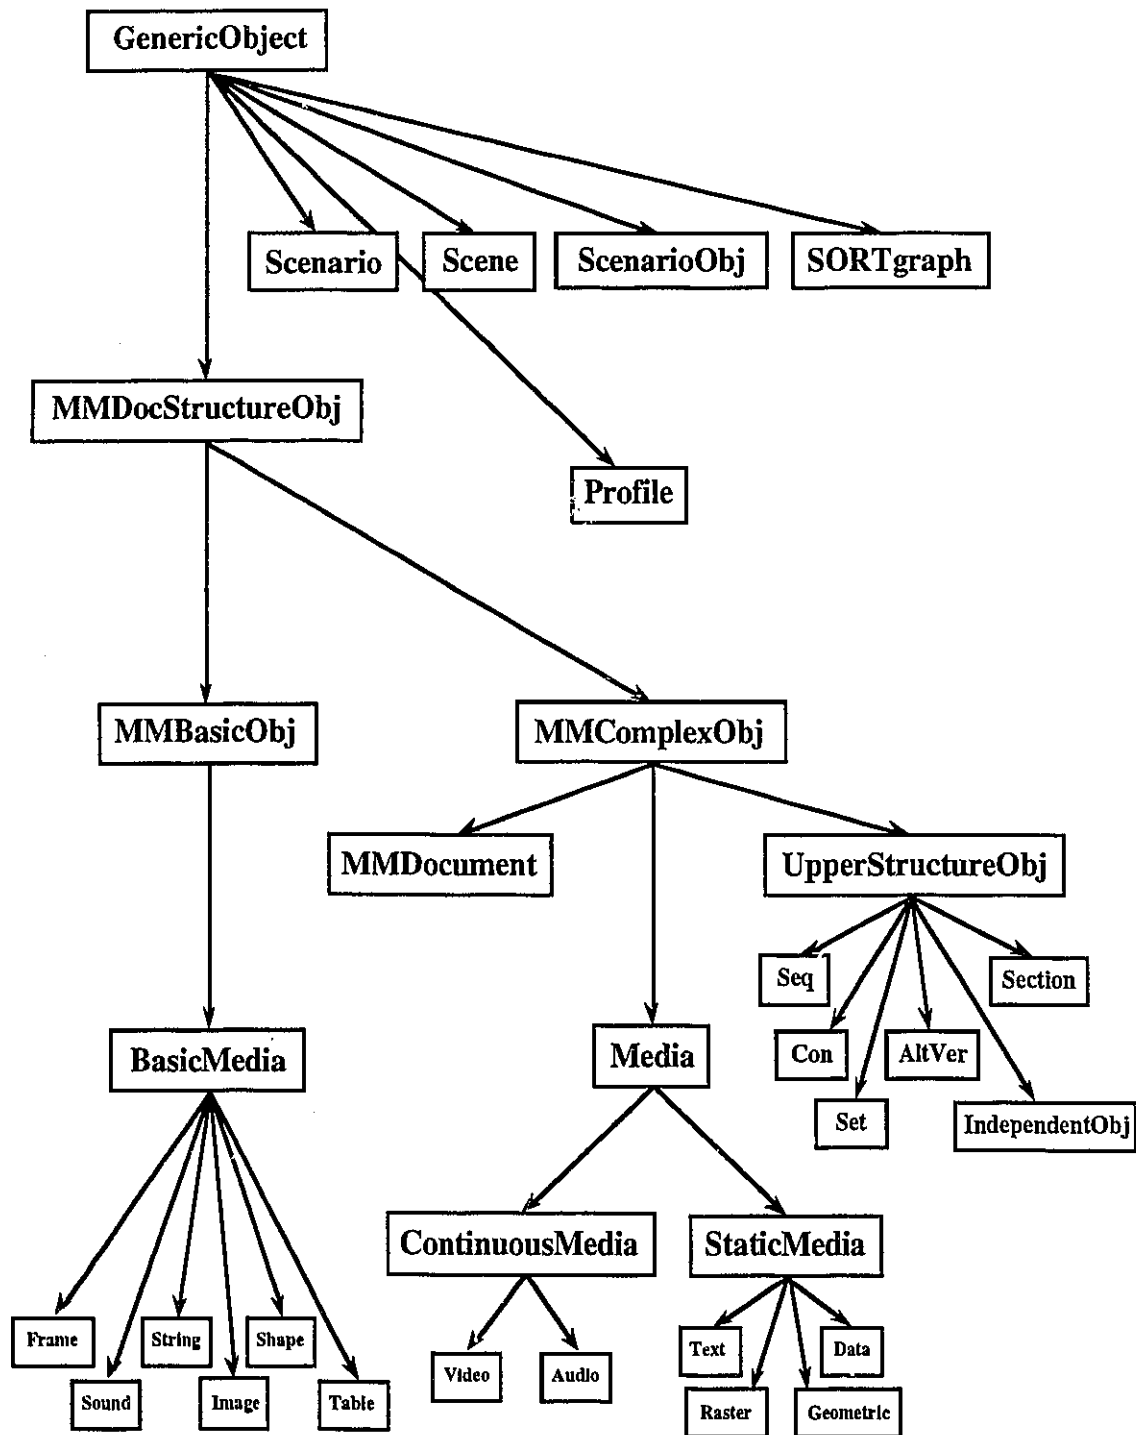 GenericObject
Scenario
Scene
ScenarioObj
SORTgraph
MMDocStructureObj
Profile
MMBasicObj
MMComplexObj
MMDocument
UpperStructureObj
Seq
Section
BasicMedia
Media
Con
AltVer
Set
IndependentObj
ContinuousMedia
StaticMedia
Frame
String
Shape
Text
Data
Video
Audio
Sound
Image
Table
Raster
Geometric